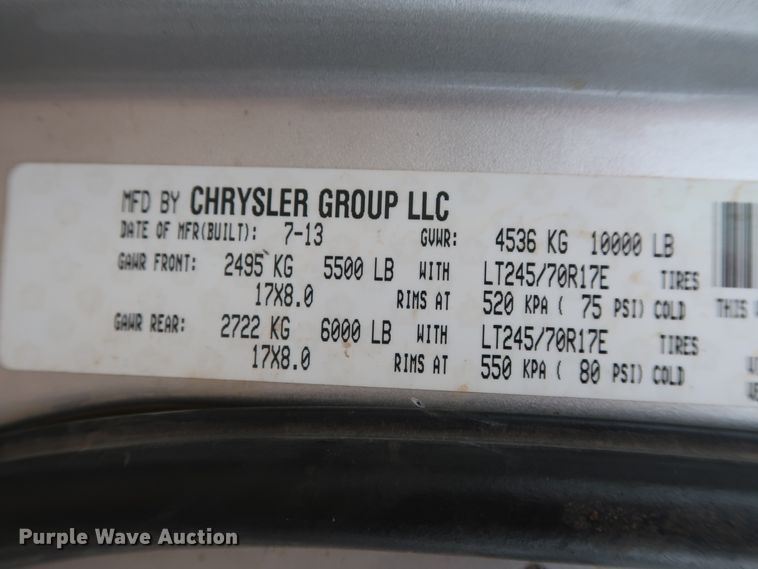 MFD BY CHRYSLER GROUP LLC
DATE OF MFR(BUILT): 7-13 GVWR: 4536 KG 10000 LB
GAWR FRONT: 2495 KG 5500 LB WITH LT245/70R17E TIRES
17X8.0 RIMS AT 520 KPA ( 75 PSI) COLD
THIS
GAWR REAR: 2722 KG 6000 LB WITH LT245/70R17E TIRES
17X8.0 RIMS AT 550 KPA ( 80 PSI) COLD
Purple Wave Auction